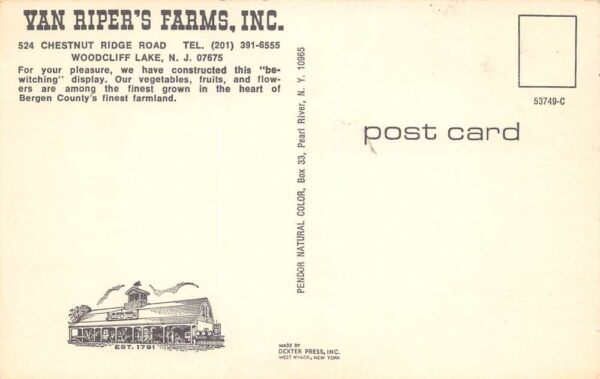 VAN RIPER'S FARMS, INC.
524 CHESTNUT RIDGE ROAD TEL. (201) 391-6555
WOODCLIFF LAKE, N. J. 07675
For your pleasure, we have constructed this "be-
witching" display. Our vegetables, fruits, and flow-
ers are among the finest grown in the heart of
Bergen County's finest farmland.
PENDOR NATURAL COLOR, Box 33, Pearl River, N. Y. 10965
53749-C
post card
EST. 1791
MADE BY
DEXTER PRESS, INC.
WEST NYACK, NEW YORK